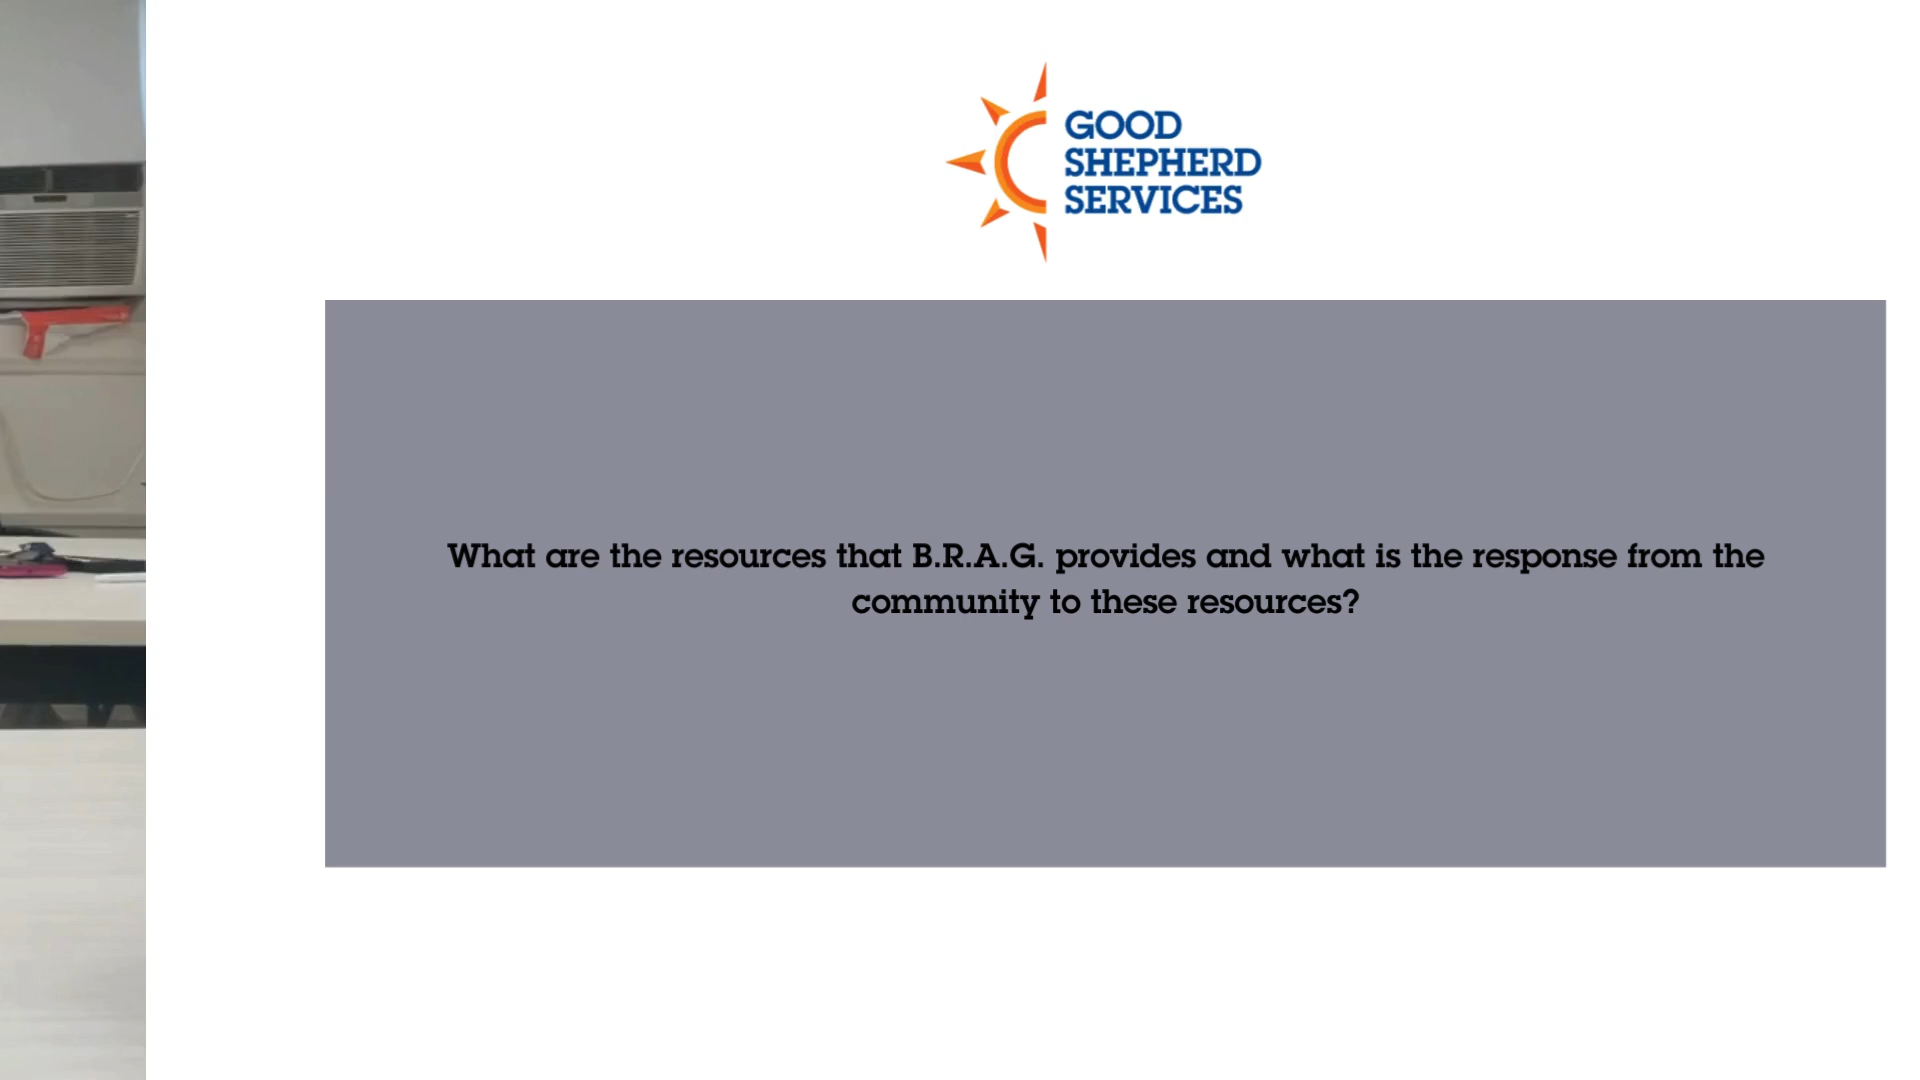 GOOD
SHEPHERD
SERVICES
What are the resources that B.R.A.G. provides and what is the response from the
community to these resources?